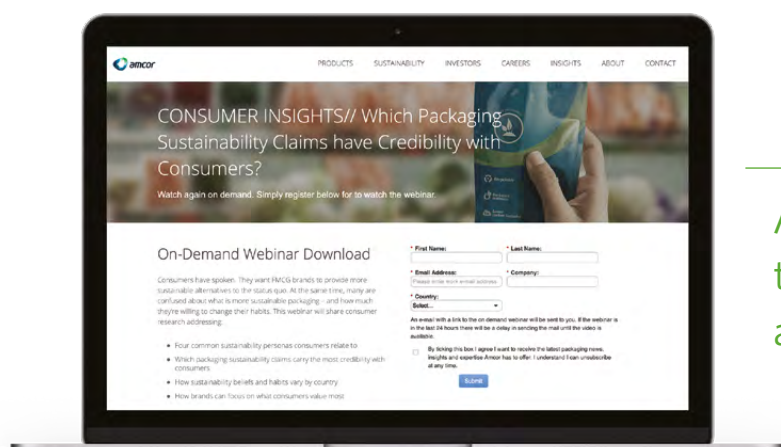 amcor
PRODUCTS SUSTAINABILITY INVESTORS CAREERS INSIGHTS ABOUT CONTACT
CONSUMER INSIGHTS// Which Packaging
Sustainability Claims have Credibility with
Consumers?
Watch again on demand. Simply register below for to watch the webinar.
On-Demand Webinar Download
Consumers have spoken. They want FMCG brands to provide more
sustainable alternatives to the status quo. At the same time, many are
confused about what is more sustainable packaging – and how much
they're willing to change their habits. This webinar will share consumer
research addressing:
• Four common sustainability personas consumers relate to
• Which packaging sustainability claims carry the most credibility with
consumers
• How sustainability beliefs and habits vary by country
• How brands can focus on what consumers value most
* First Name: * Last Name:
* Email Address: * Company:
* Country:
Select...
An e-mail with a link to the on demand webinar will be sent to you. If the webinar is
in the last 24 hours there will be a delay in sending the mail until the video is
available.
By ticking this box I agree I want to receive the latest packaging news,
insights and expertise Amcor has to offer. I understand I can unsubscribe
at any time.
Submit